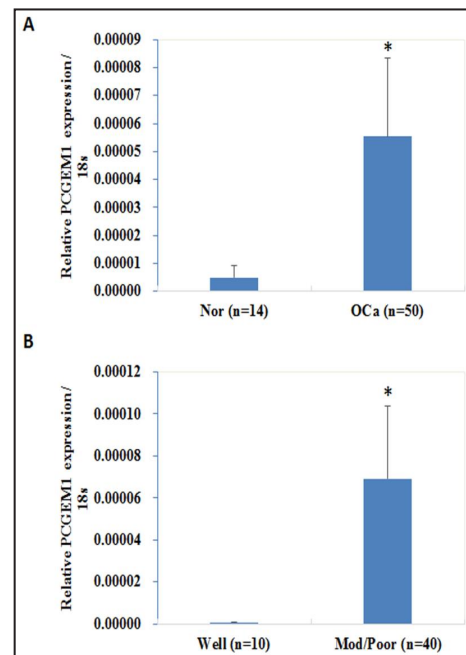 A
Relative PCGEM1 expression/
18s
0.00009
0.00008
0.00007
0.00006
0.00005
0.00004
0.00003
0.00002
0.00001
0.00000
*
Nor (n=14)
OCa (n=50)
B
Relative PCGEM1 expression/
18s
0.00012
0.00010
0.00008
0.00006
0.00004
0.00002
0.00000
*
Well (n=10)
Mod/Poor (n=40)